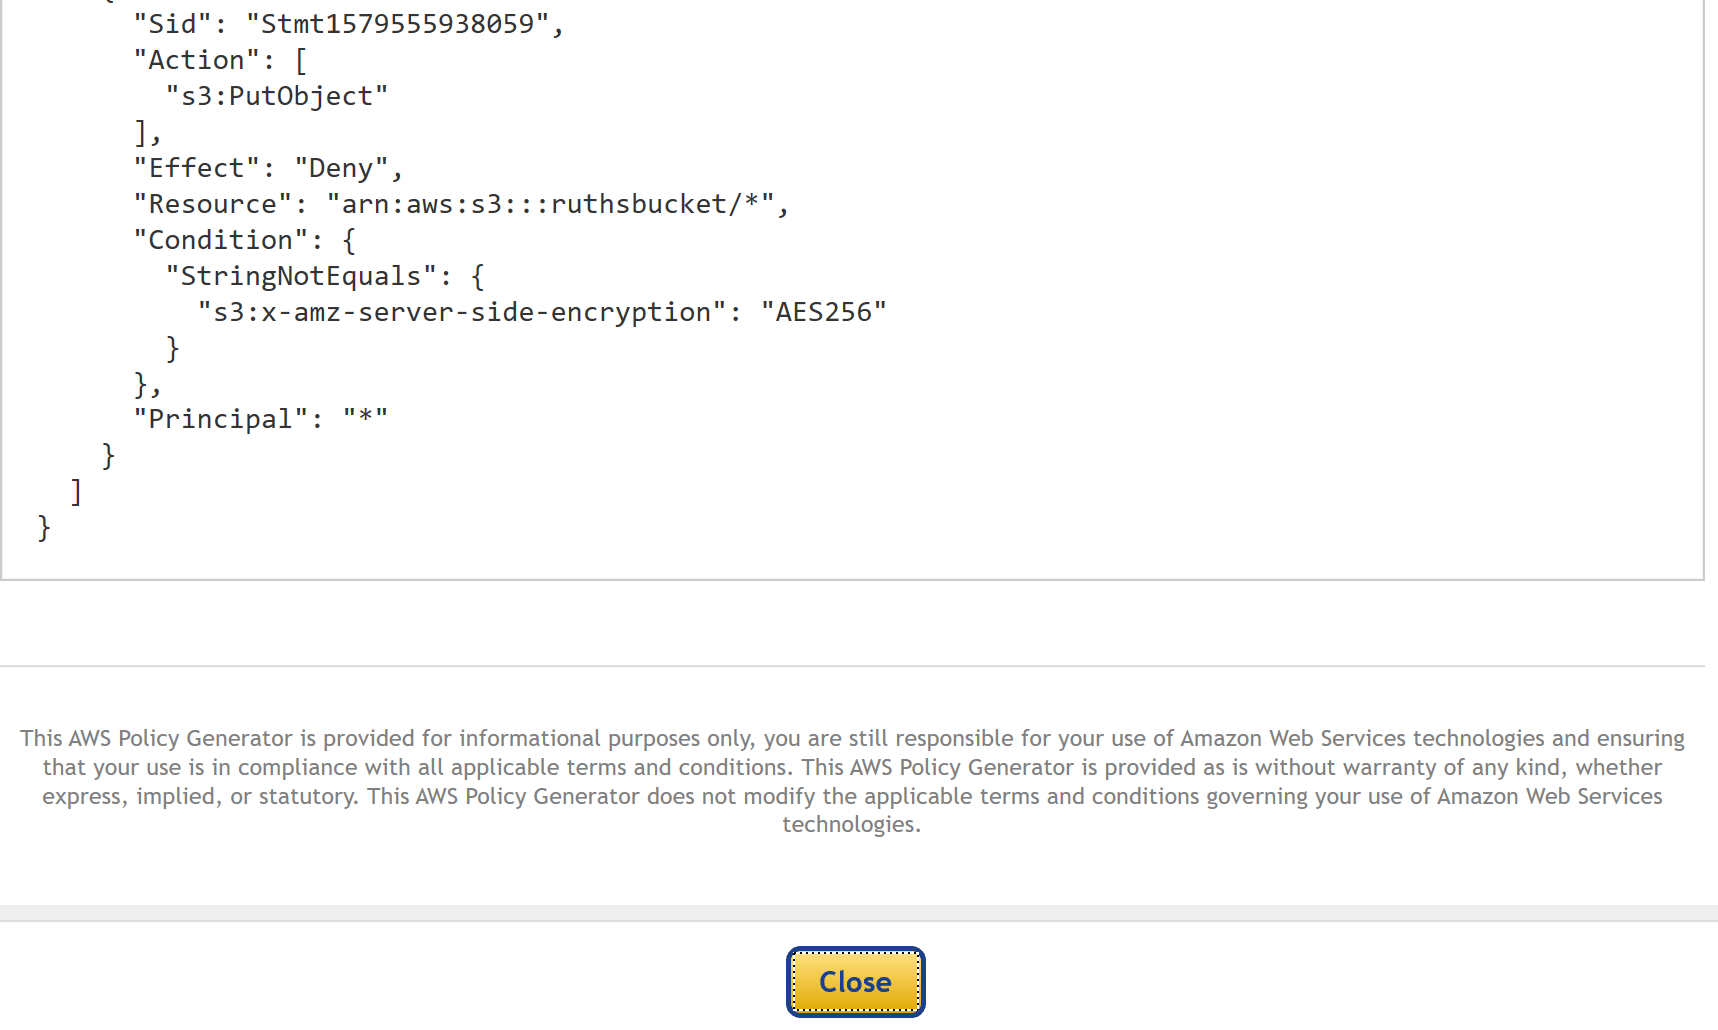 "Sid": "Stmt1579555938059",
"Action": [
"s3:PutObject"
],
"Effect": "Deny",
"Resource": "arn:aws:s3:::ruthsbucket/*",
"Condition": {
"StringNotEquals": {
"s3:x-amz-server-side-encryption": "AES256"
}
},
"Principal": "*"
}
]
}
This AWS Policy Generator is provided for informational purposes only, you are still responsible for your use of Amazon Web Services technologies and ensuring
that your use is in compliance with all applicable terms and conditions. This AWS Policy Generator is provided as is without warranty of any kind, whether
express, implied, or statutory. This AWS Policy Generator does not modify the applicable terms and conditions governing your use of Amazon Web Services
technologies.
Close